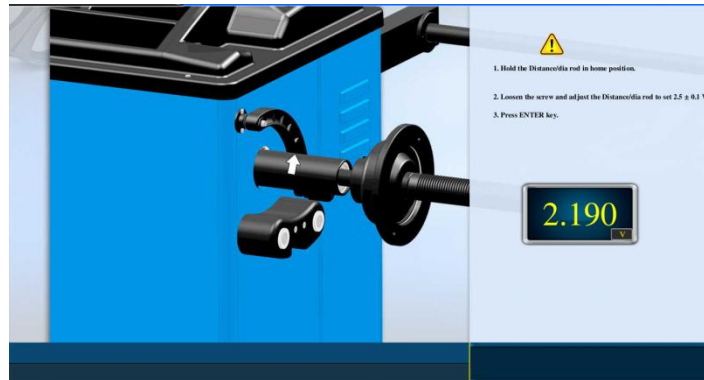 1. Hold the Distance/dia rod in home position.
2. Loosen the screw and adjust the Distance/dia rod to set 2.5 ± 0.1 V
3. Press ENTER key.
2.190
V